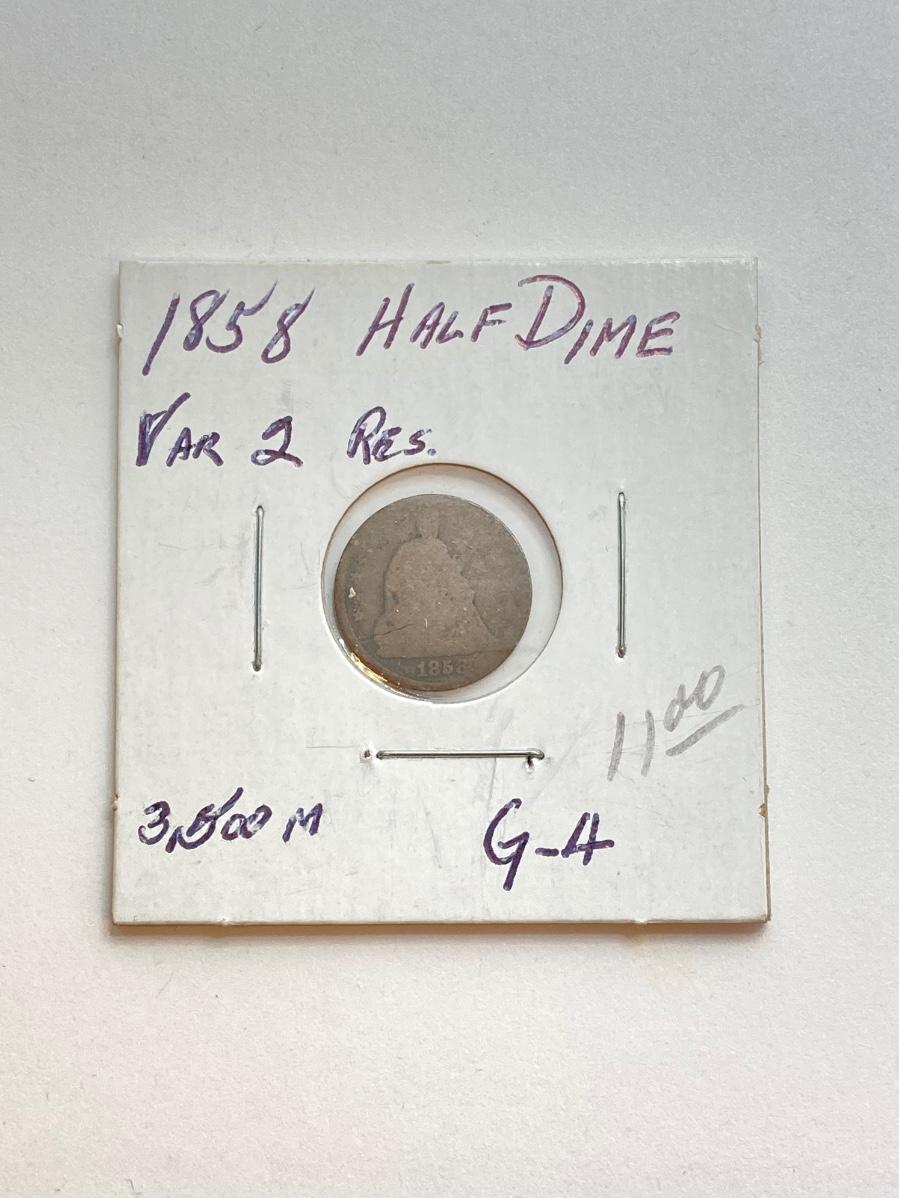 1858 HALF DIME
VAR 2 RES.
1858
11 00
3,500 M
G-4